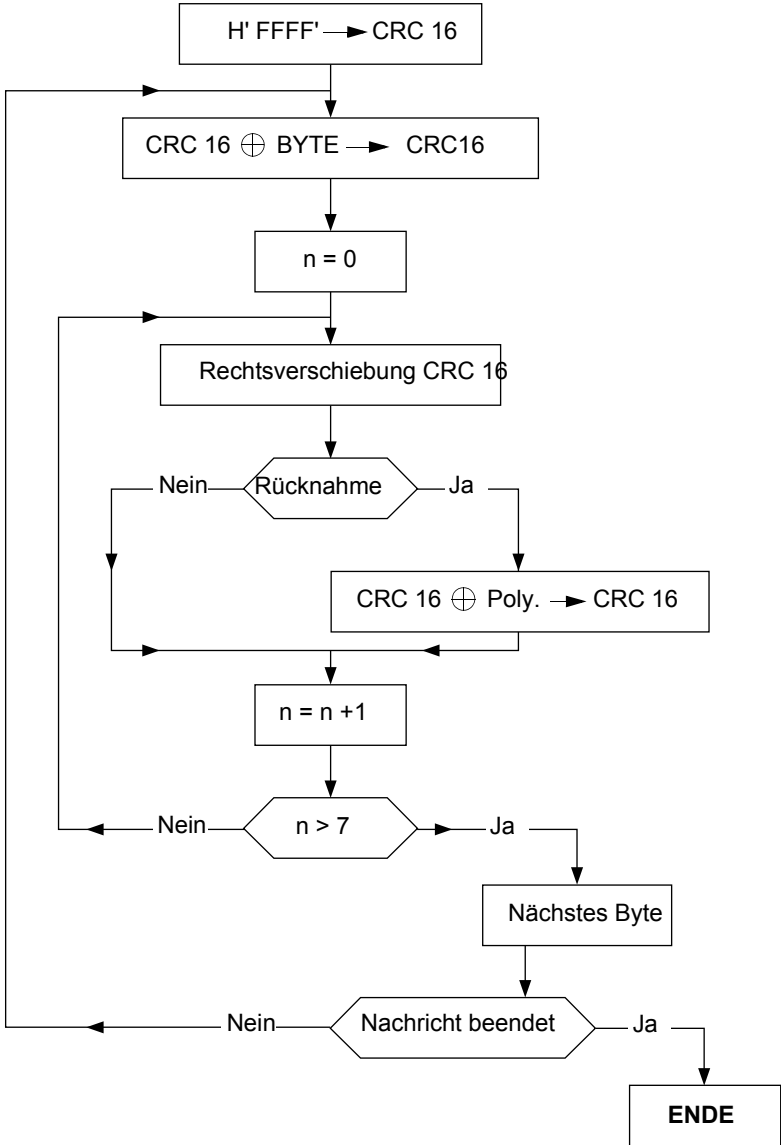 H' FFFF' → CRC 16
CRC 16 ⊕ BYTE → CRC16
n = 0
Rechtsverschiebung CRC 16
Nein
Rücknahme
Ja
CRC 16 ⊕ Poly. → CRC 16
n = n +1
Nein
n > 7
Ja
Nächstes Byte
Nein
Nachricht beendet
Ja
ENDE